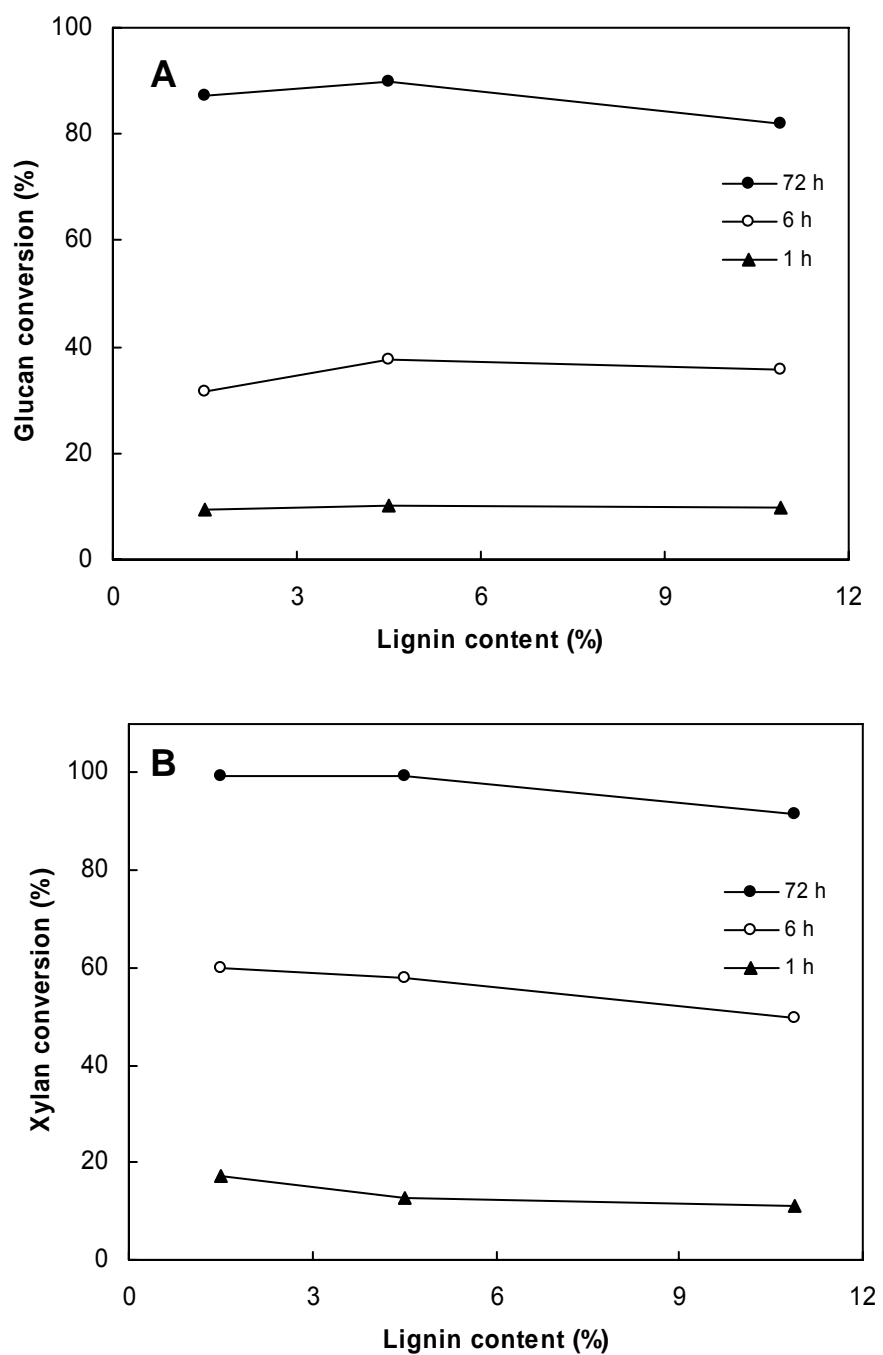 100
A
80
72 h
6 h
60
1 h
Glucan conversion (%)
40
20
0
0 3 6 9 12
Lignin content (%)
B
100
80
72 h
6 h
1 h
60
Xylan conversion (%)
40
20
0
0 3 6 9 12
Lignin content (%)